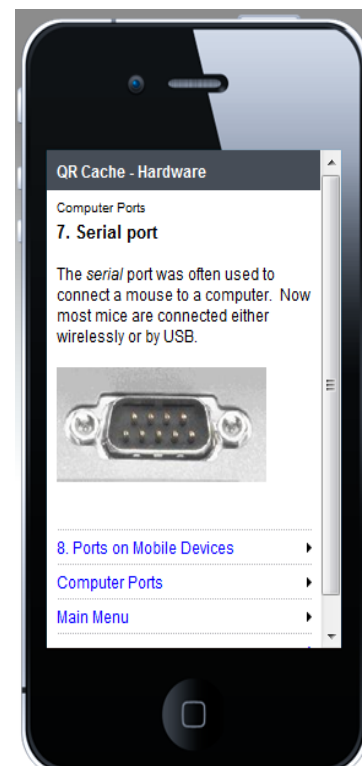 QR Cache - Hardware
Computer Ports
7. Serial port
The serial port was often used to
connect a mouse to a computer.  Now
most mice are connected either
wirelessly or by USB.
8. Ports on Mobile Devices
Computer Ports
Main Menu